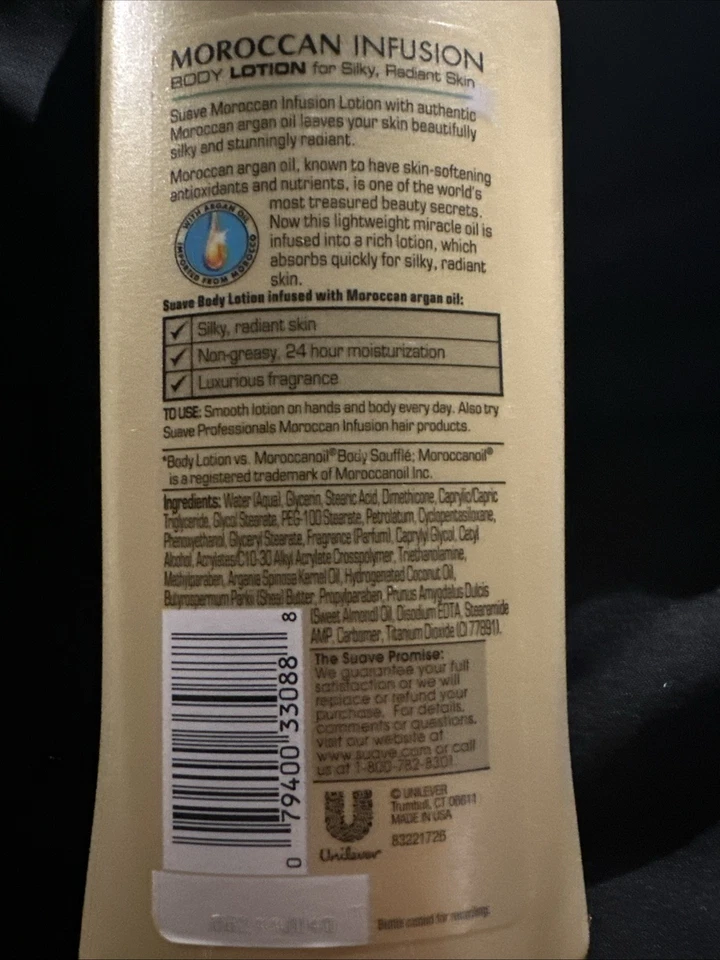 MOROCCAN INFUSION
BODY LOTION for Silky, Radiant Skin
Suave Moroccan Infusion Lotion with authentic
Moroccan argan oil leaves your skin beautifully
silky and stunningly radiant.
Moroccan argan oil, known to have skin-softening
antioxidants and nutrients, is one of the world's
most treasured beauty secrets.
Now this lightweight miracle oil is
infused into a rich lotion, which
absorbs quickly for silky, radiant
skin.
WITH ARGAN OIL
IMPORTED FROM MOROCCO
Suave Body Lotion infused with Moroccan argan oil:
✓ Silky, radiant skin
✓ Non-greasy, 24 hour moisturization
✓ Luxurious fragrance
TO USE: Smooth lotion on hands and body every day. Also try
Suave Professionals Moroccan Infusion hair products.
*Body Lotion vs. Moroccanoil® Body Soufflé; Moroccanoil®
is a registered trademark of Moroccanoil Inc.
Ingredients: Water (Aqua), Glycerin, Stearic Acid, Dimethicone, Caprylic/Capric
Triglyceride, Glycol Stearate, PEG-100 Stearate, Petrolatum, Cyclopentasiloxane,
Phenoxyethanol, Glyceryl Stearate, Fragrance (Parfum), Caprylyl Glycol, Cetyl
Alcohol, Acrylates/C10-30 Alkyl Acrylate Crosspolymer, Triethanolamine,
Methylparaben, Argania Spinosa Kernel Oil, Hydrogenated Coconut Oil,
Butyrospermum Parkii (Shea) Butter, Propylparaben, Prunus Amygdalus Dulcis
(Sweet Almond) Oil, Disodium EDTA, Stearamide
AMP, Carbomer, Titanium Dioxide (CI 77891).
The Suave Promise:
We guarantee your full
satisfaction or we will
replace or refund your
purchase. For details,
comments or questions,
visit our website at
www.suave.com or call
us at 1-800-782-8301
0 79400 33088 8
Unilever
© UNILEVER
Trumbull, CT 06611
MADE IN USA
83221726
Bottle coded for recycling.